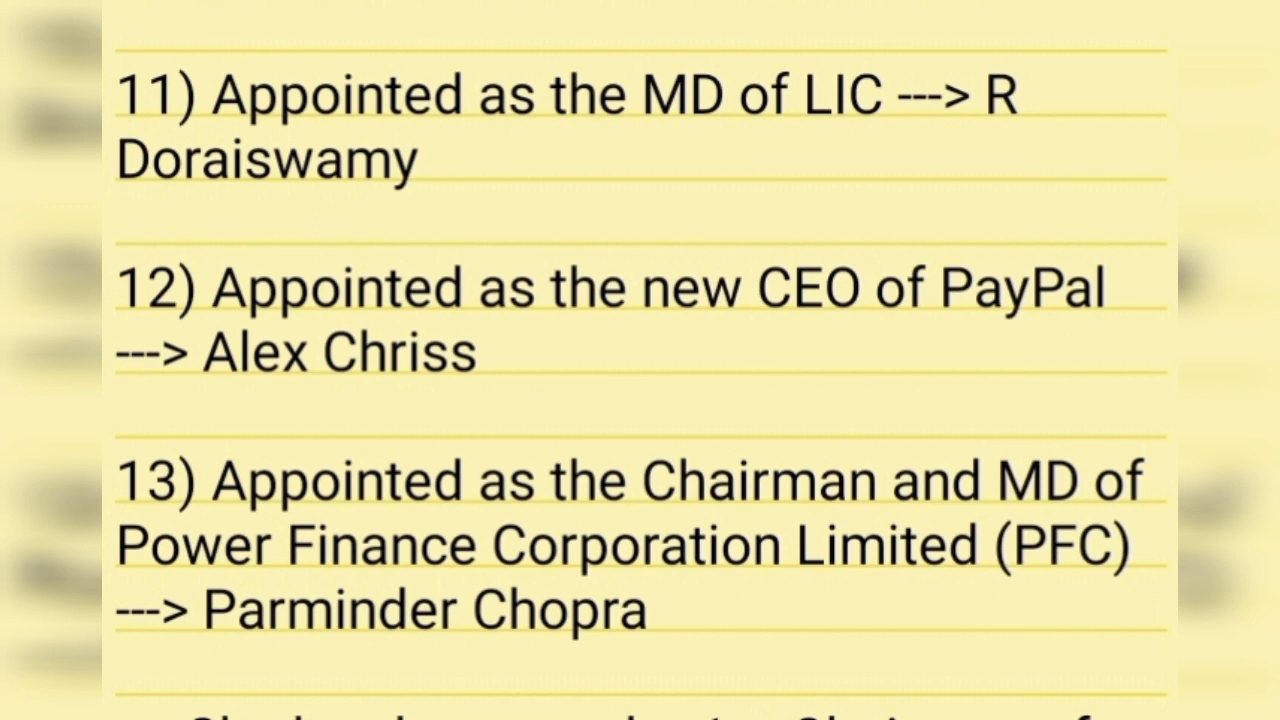 11) Appointed as the MD of LIC ---> R
Doraiswamy
12) Appointed as the new CEO of PayPal
---> Alex Chriss
13) Appointed as the Chairman and MD of
Power Finance Corporation Limited (PFC)
---> Parminder Chopra